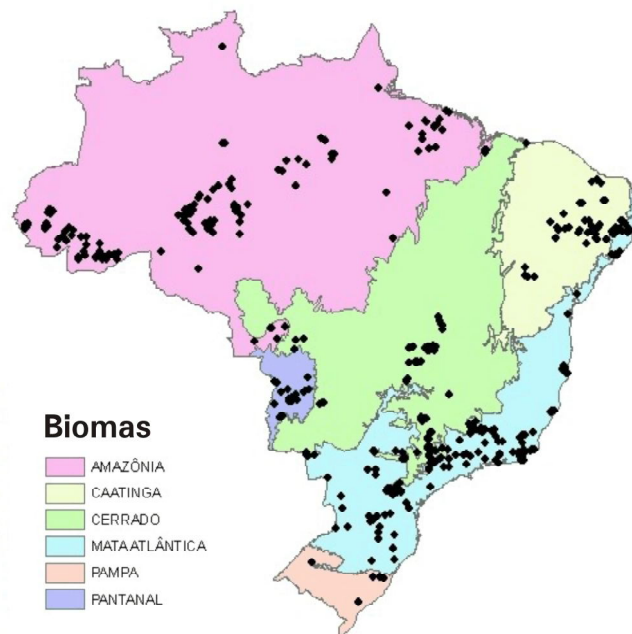 Biomas
AMAZÔNIA
CAATINGA
CERRADO
MATA ATLÂNTICA
PAMPA
PANTANAL